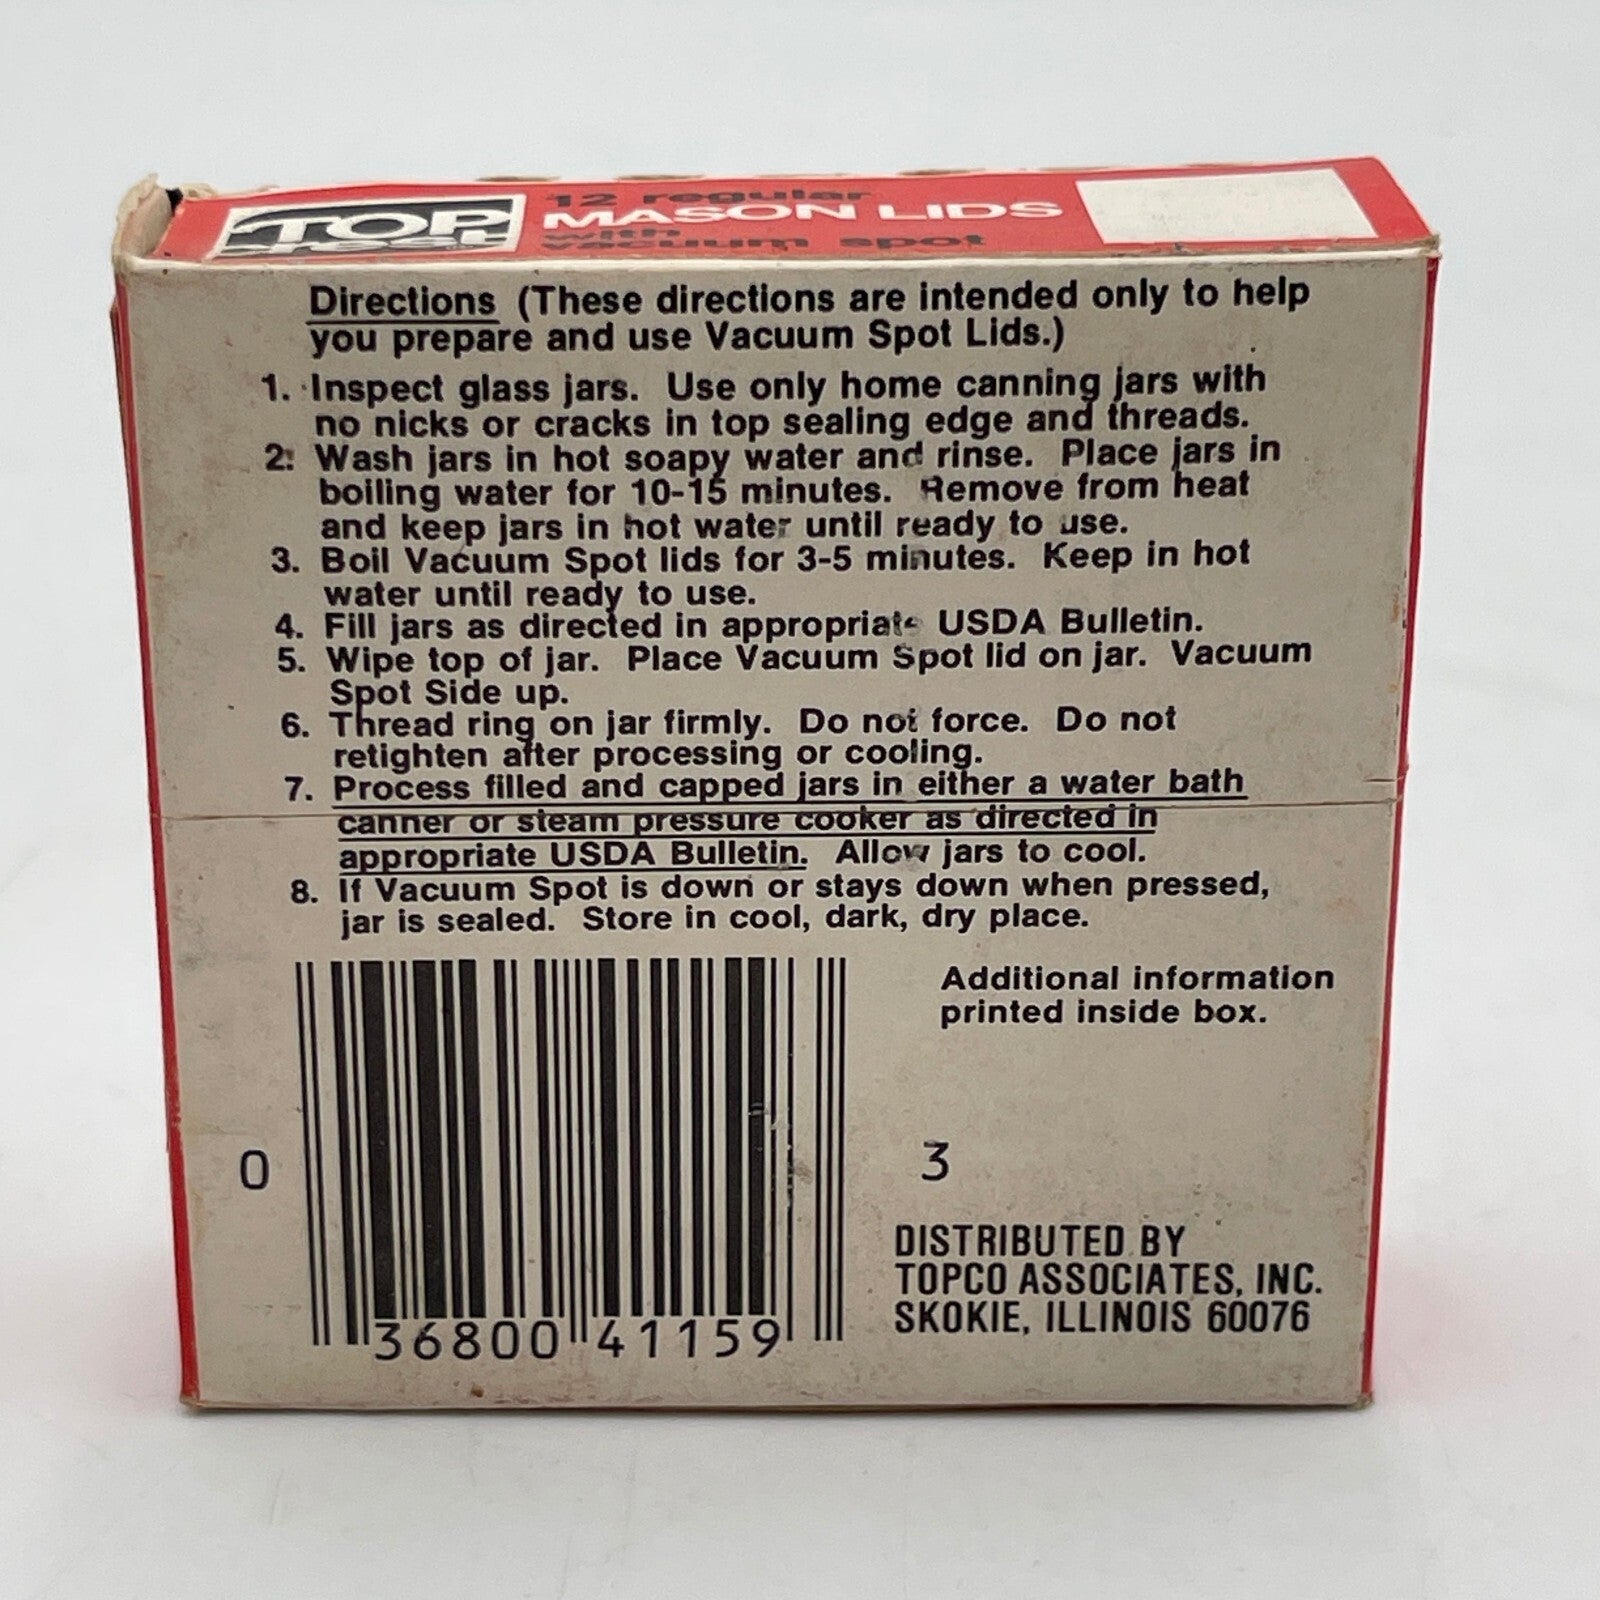 TOP
crest
12 regular
MASON LIDS
with
vacuum spot
Directions (These directions are intended only to help
you prepare and use Vacuum Spot Lids.)
1. Inspect glass jars. Use only home canning jars with
no nicks or cracks in top sealing edge and threads.
2. Wash jars in hot soapy water and rinse. Place jars in
boiling water for 10-15 minutes. Remove from heat
and keep jars in hot water until ready to use.
3. Boil Vacuum Spot lids for 3-5 minutes. Keep in hot
water until ready to use.
4. Fill jars as directed in appropriate USDA Bulletin.
5. Wipe top of jar. Place Vacuum Spot lid on jar. Vacuum
Spot Side up.
6. Thread ring on jar firmly. Do not force. Do not
retighten after processing or cooling.
7. Process filled and capped jars in either a water bath
canner or steam pressure cooker as directed in
appropriate USDA Bulletin. Allow jars to cool.
8. If Vacuum Spot is down or stays down when pressed,
jar is sealed. Store in cool, dark, dry place.
Additional information
printed inside box.
0 36800 41159 3
DISTRIBUTED BY
TOPCO ASSOCIATES, INC.
SKOKIE, ILLINOIS 60076